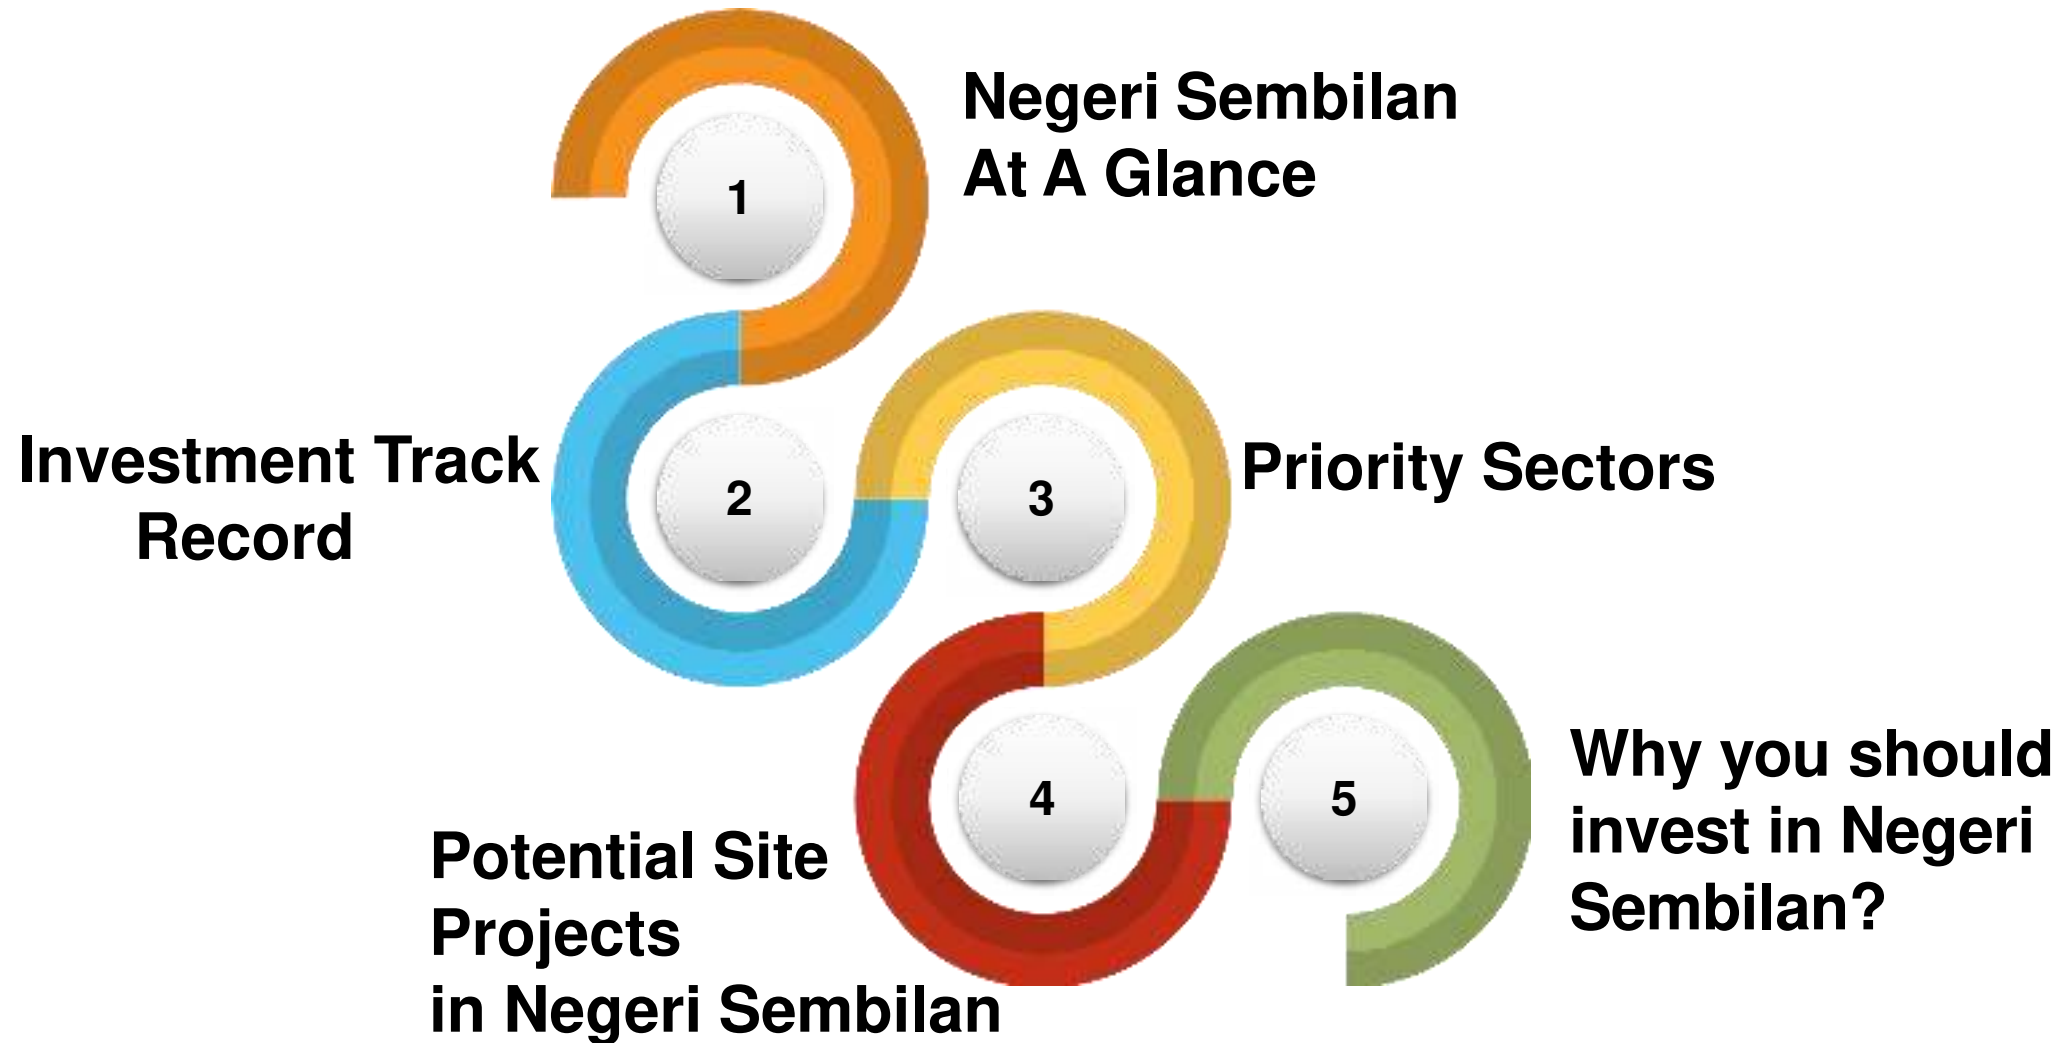 1
Negeri Sembilan
At A Glance
2
Investment Track
Record
3
Priority Sectors
4
Potential Site
Projects
in Negeri Sembilan
5
Why you should
invest in Negeri
Sembilan?